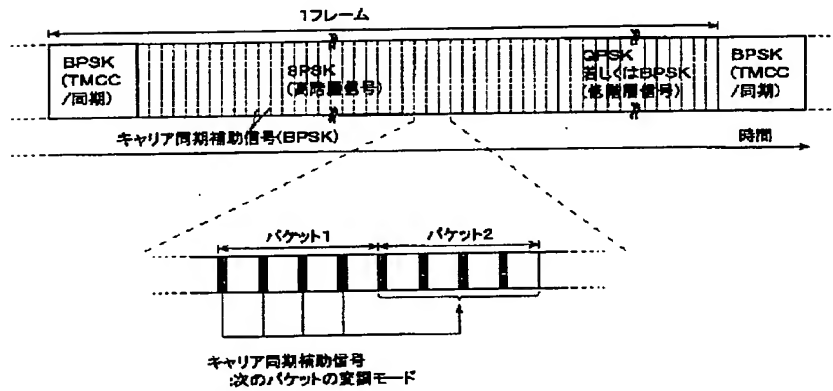 1フレーム
BPSK
(TMCC
/同期)
8PSK
(高階層信号)
QPSK
若しくはBPSK
(低階層信号)
BPSK
(TMCC
/同期)
キャリア同期補助信号(BPSK)
時間
パケット1
パケット2
キャリア同期補助信号
:次のパケットの変調モード